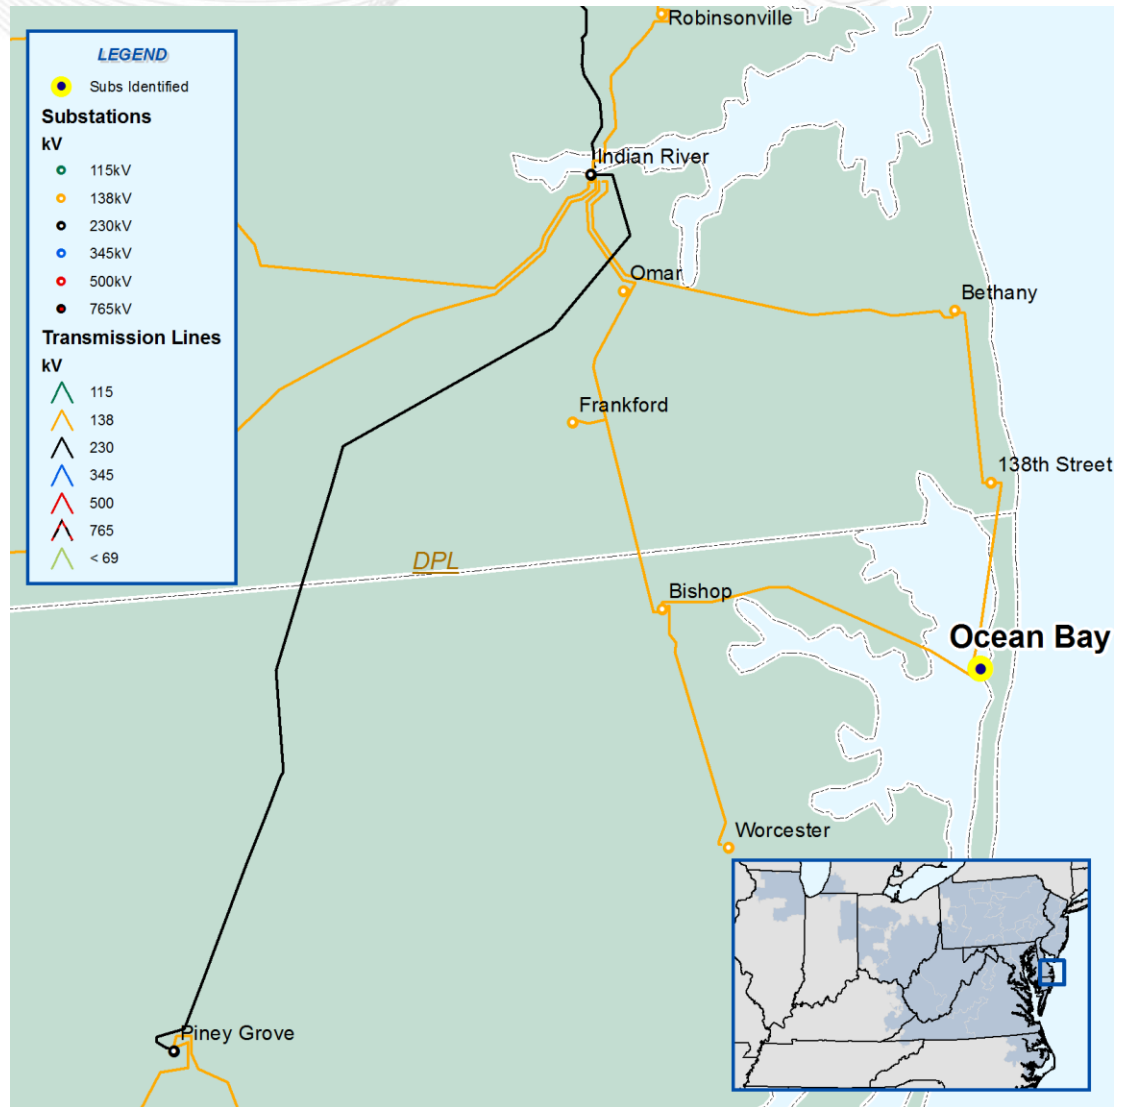 Robinsonville
LEGEND
Subs Identified
Substations
kV
115kV
138kV
230kV
345kV
500kV
765kV
Transmission Lines
kV
115
138
230
345
500
765
< 69
Indian River
Omar
Bethany
Frankford
138th Street
DPL
Bishop
Ocean Bay
Worcester
Piney Grove